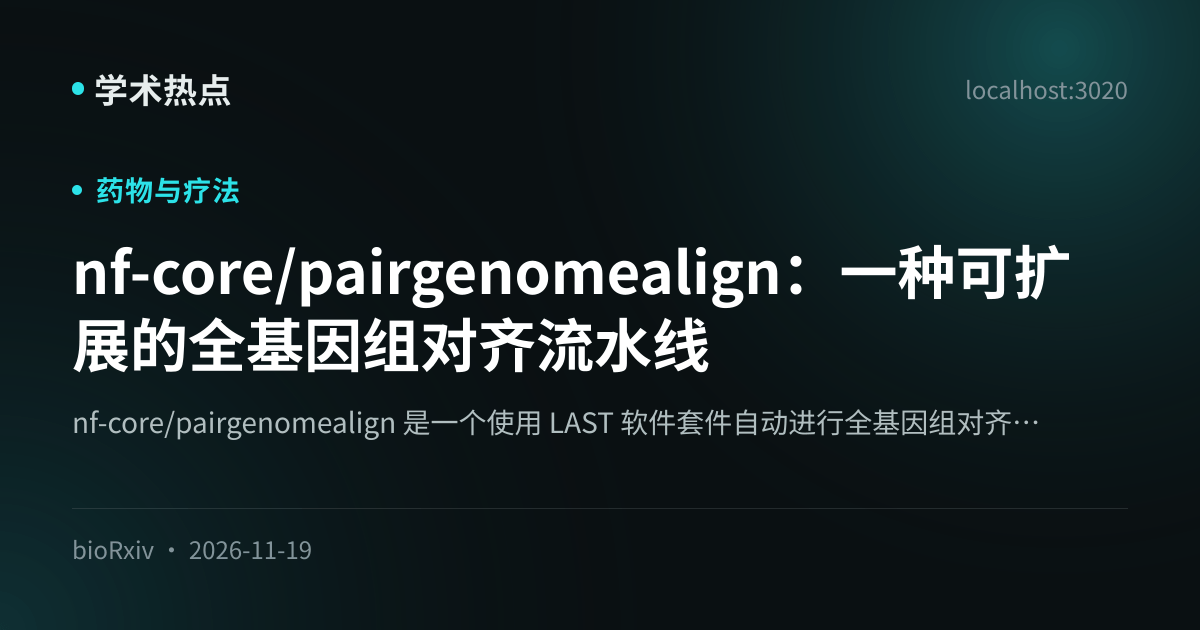 学术热点
localhost:3020
药物与疗法
nf-core/pairgenomealign：一种可扩
展的全基因组对齐流水线
nf-core/pairgenomealign 是一个使用 LAST 软件套件自动进行全基因组对齐…
bioRxiv · 2026-11-19